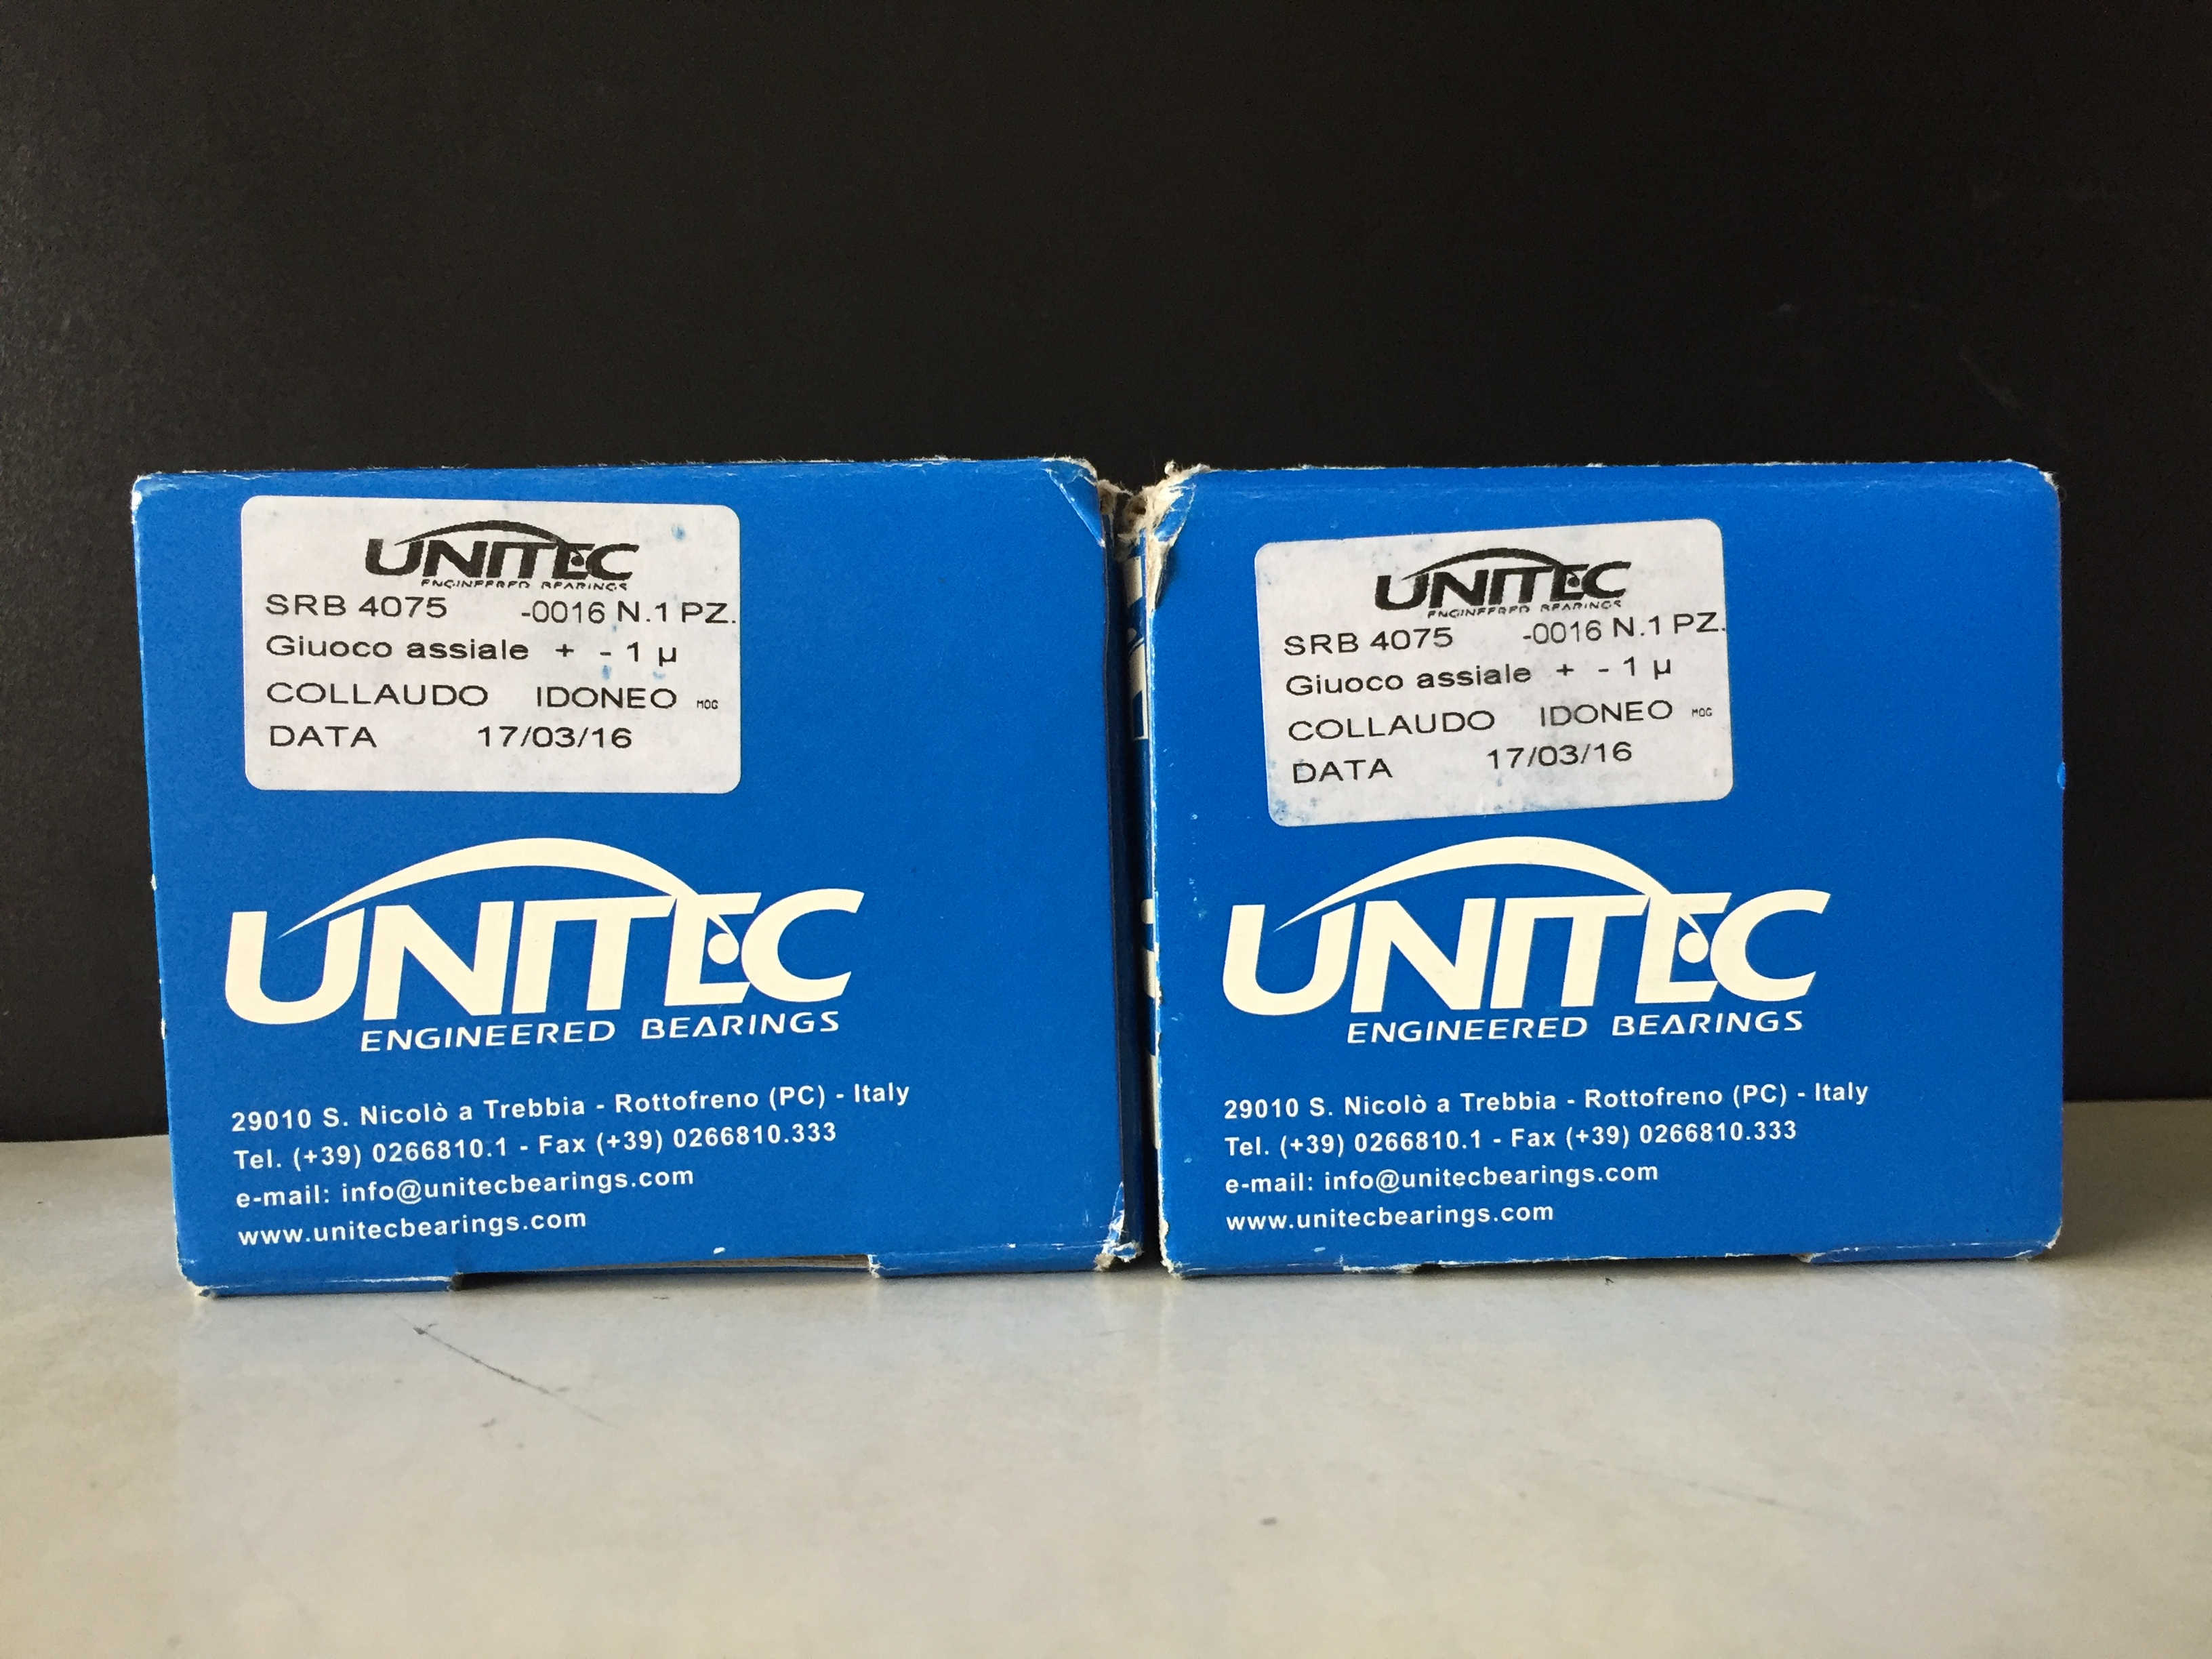 UNITEC
ENGINEERED BEARINGS
SRB 4075 -0016 N.1 PZ.
Giuoco assiale + - 1 µ
COLLAUDO IDONEO MOG
DATA 17/03/16
UNITEC
ENGINEERED BEARINGS
29010 S. Nicolò a Trebbia - Rottofreno (PC) - Italy
Tel. (+39) 0266810.1 - Fax (+39) 0266810.333
e-mail: info@unitecbearings.com
www.unitecbearings.com
UNITEC
ENGINEERED BEARINGS
SRB 4075 -0016 N.1 PZ.
Giuoco assiale + - 1 µ
COLLAUDO IDONEO MOG
DATA 17/03/16
UNITEC
ENGINEERED BEARINGS
29010 S. Nicolò a Trebbia - Rottofreno (PC) - Italy
Tel. (+39) 0266810.1 - Fax (+39) 0266810.333
e-mail: info@unitecbearings.com
www.unitecbearings.com